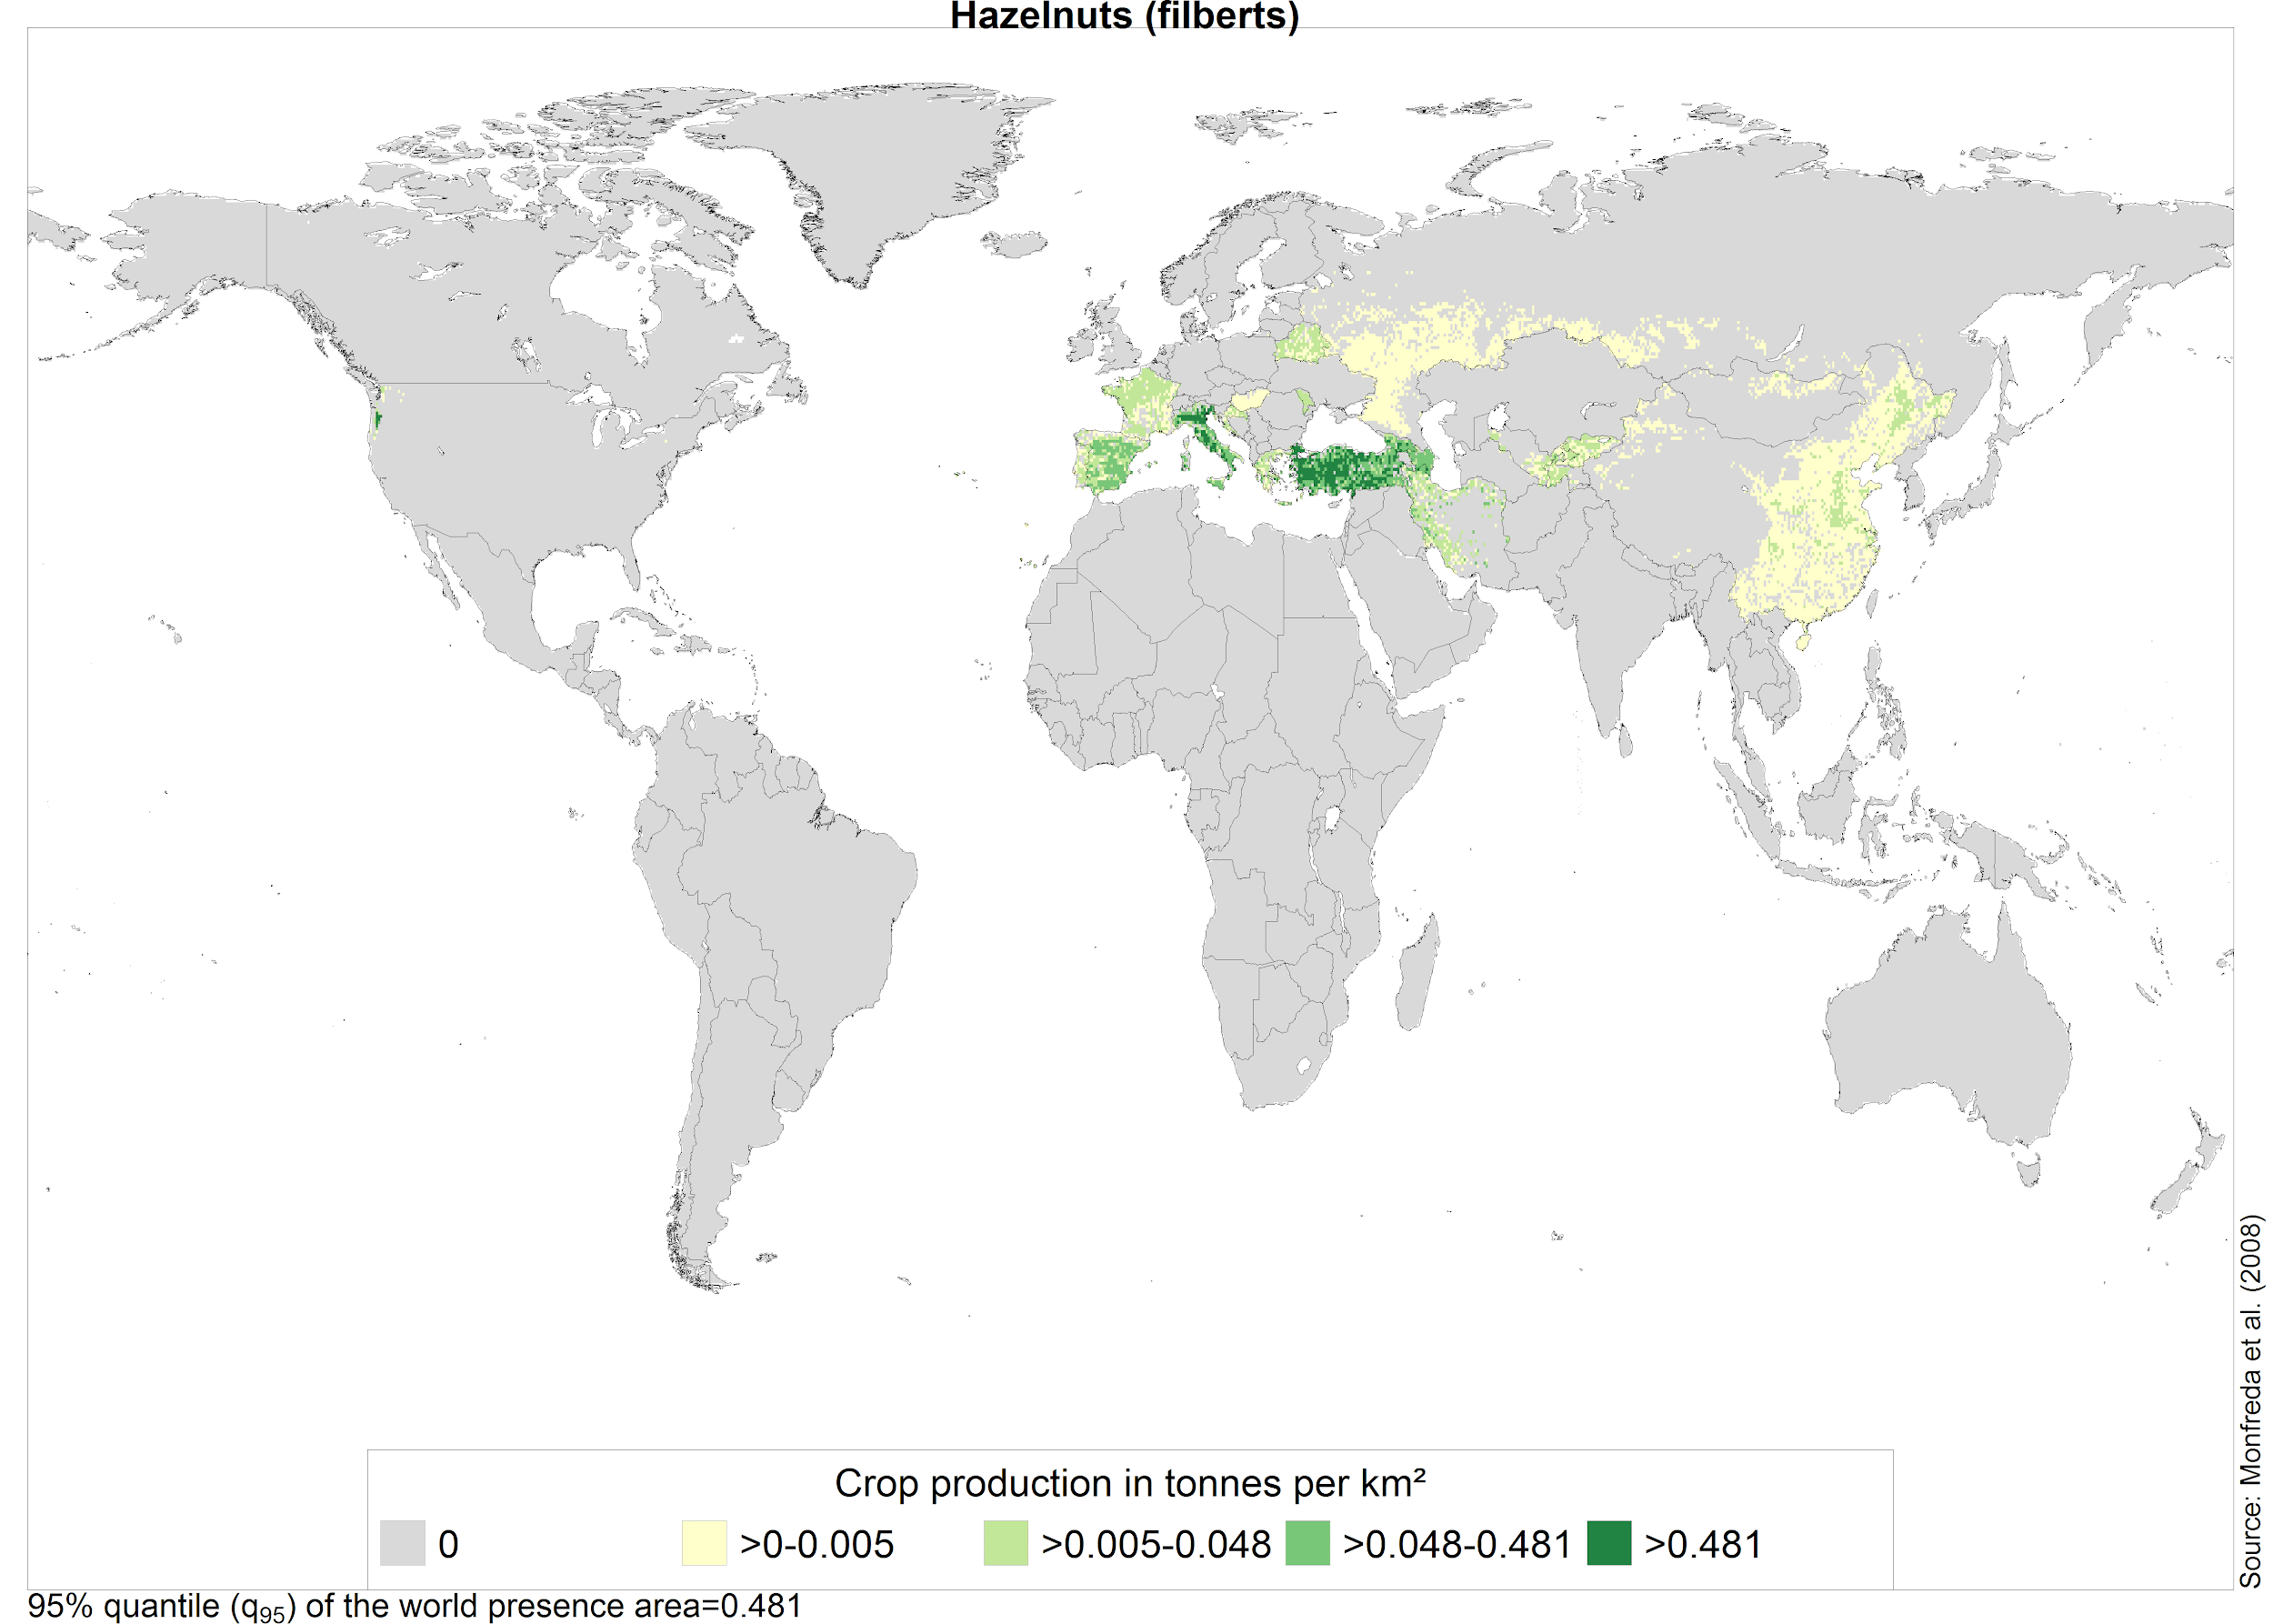 Hazelnuts (filberts)
Crop production in tonnes per km²
0
>0-0.005
>0.005-0.048
>0.048-0.481
>0.481
95% quantile (q95) of the world presence area=0.481
Source: Monfreda et al. (2008)